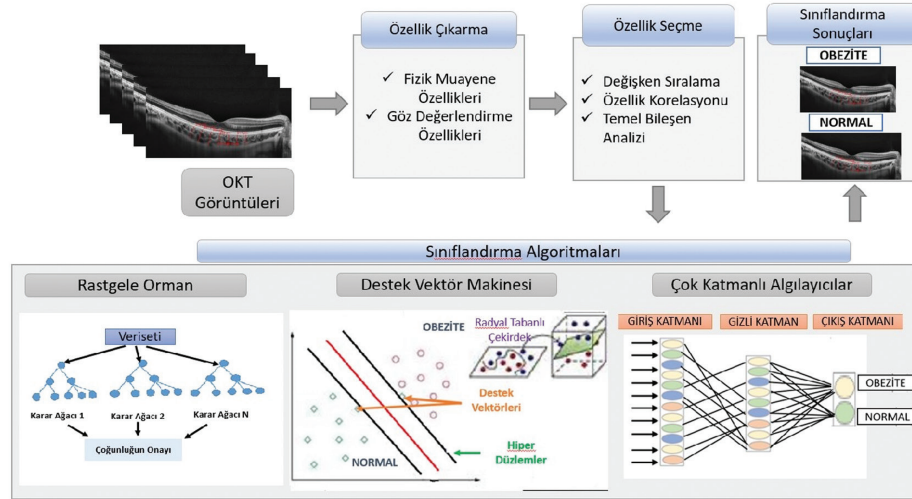 OKT
Görüntüleri
Özellik Çıkarma
✓ Fizik Muayene
Özellikleri
✓ Göz Değerlendirme
Özellikleri
Özellik Seçme
✓ Değişken Sıralama
✓ Özellik Korelasyonu
✓ Temel Bileşen
Analizi
Sınıflandırma
Sonuçları
OBEZİTE
NORMAL
Sınıflandırma Algoritmaları
Rastgele Orman
Veriseti
Karar Ağacı 1
Karar Ağacı 2
Karar Ağacı N
Çoğunluğun Onayı
Destek Vektör Makinesi
OBEZİTE
Radyal Tabanlı
Çekirdek
Destek
Vektörleri
Hiper
Düzlemler
NORMAL
Çok Katmanlı Algılayıcılar
GİRİŞ KATMANI
GİZLİ KATMAN
ÇIKIŞ KATMANI
OBEZİTE
NORMAL